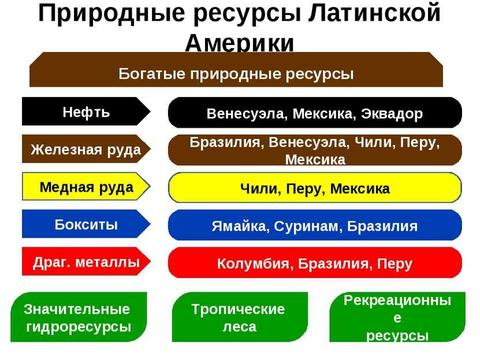 Природные ресурсы Латинской
Америки
Богатые природные ресурсы
Нефть
Венесуэла, Мексика, Эквадор
Железная руда
Бразилия, Венесуэла, Чили, Перу,
Мексика
Медная руда
Чили, Перу, Мексика
Бокситы
Ямайка, Суринам, Бразилия
Драг. металлы
Колумбия, Бразилия, Перу
Значительные
гидроресурсы
Тропические
леса
Рекреационны
е
ресурсы